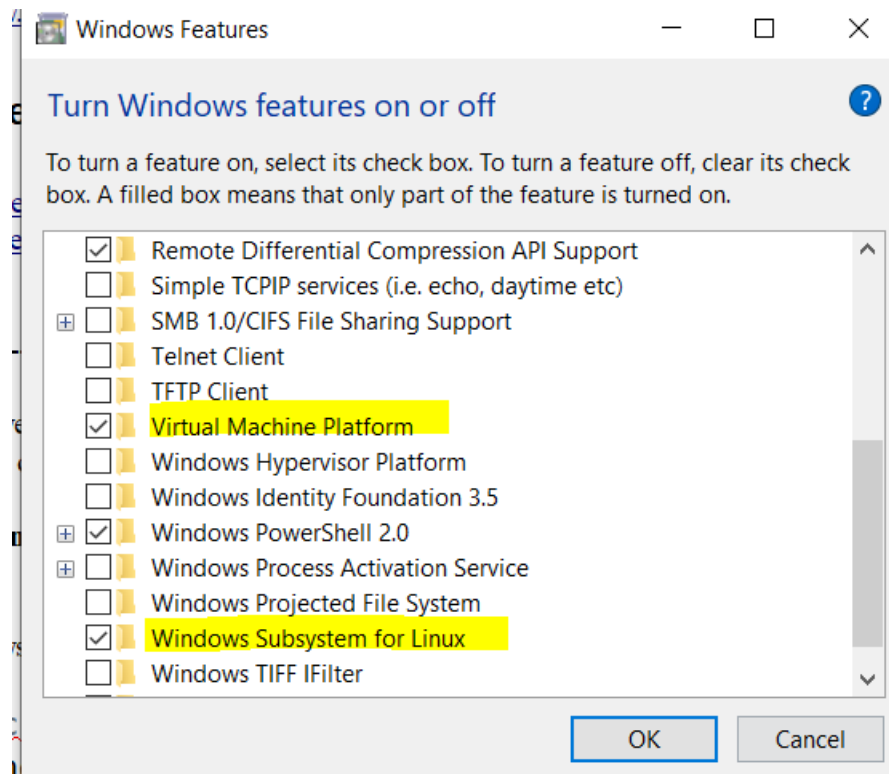 Windows Features
Turn Windows features on or off
To turn a feature on, select its check box. To turn a feature off, clear its check
box. A filled box means that only part of the feature is turned on.
Remote Differential Compression API Support
Simple TCPIP services (i.e. echo, daytime etc)
SMB 1.0/CIFS File Sharing Support
Telnet Client
TFTP Client
Virtual Machine Platform
Windows Hypervisor Platform
Windows Identity Foundation 3.5
Windows PowerShell 2.0
Windows Process Activation Service
Windows Projected File System
Windows Subsystem for Linux
Windows TIFF IFilter
OK
Cancel